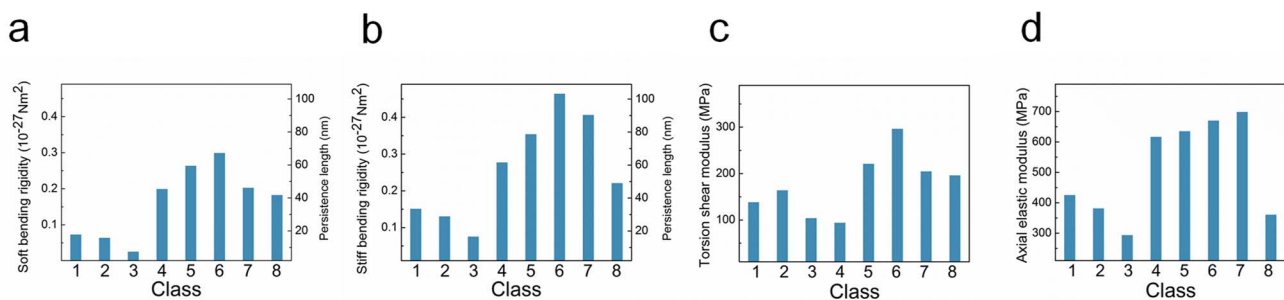 a
b
c
d
Soft bending rigidity (10⁻²⁷Nm²)
0.4
0.3
0.2
0.1
100
80
60
40
20
Persistence length (nm)
1 2 3 4 5 6 7 8
Class
Stiff bending rigidity (10⁻²⁷Nm²)
0.4
0.3
0.2
0.1
100
80
60
40
20
Persistence length (nm)
1 2 3 4 5 6 7 8
Class
Torsion shear modulus (MPa)
300
200
100
1 2 3 4 5 6 7 8
Class
Axial elastic modulus (MPa)
700
600
500
400
300
1 2 3 4 5 6 7 8
Class